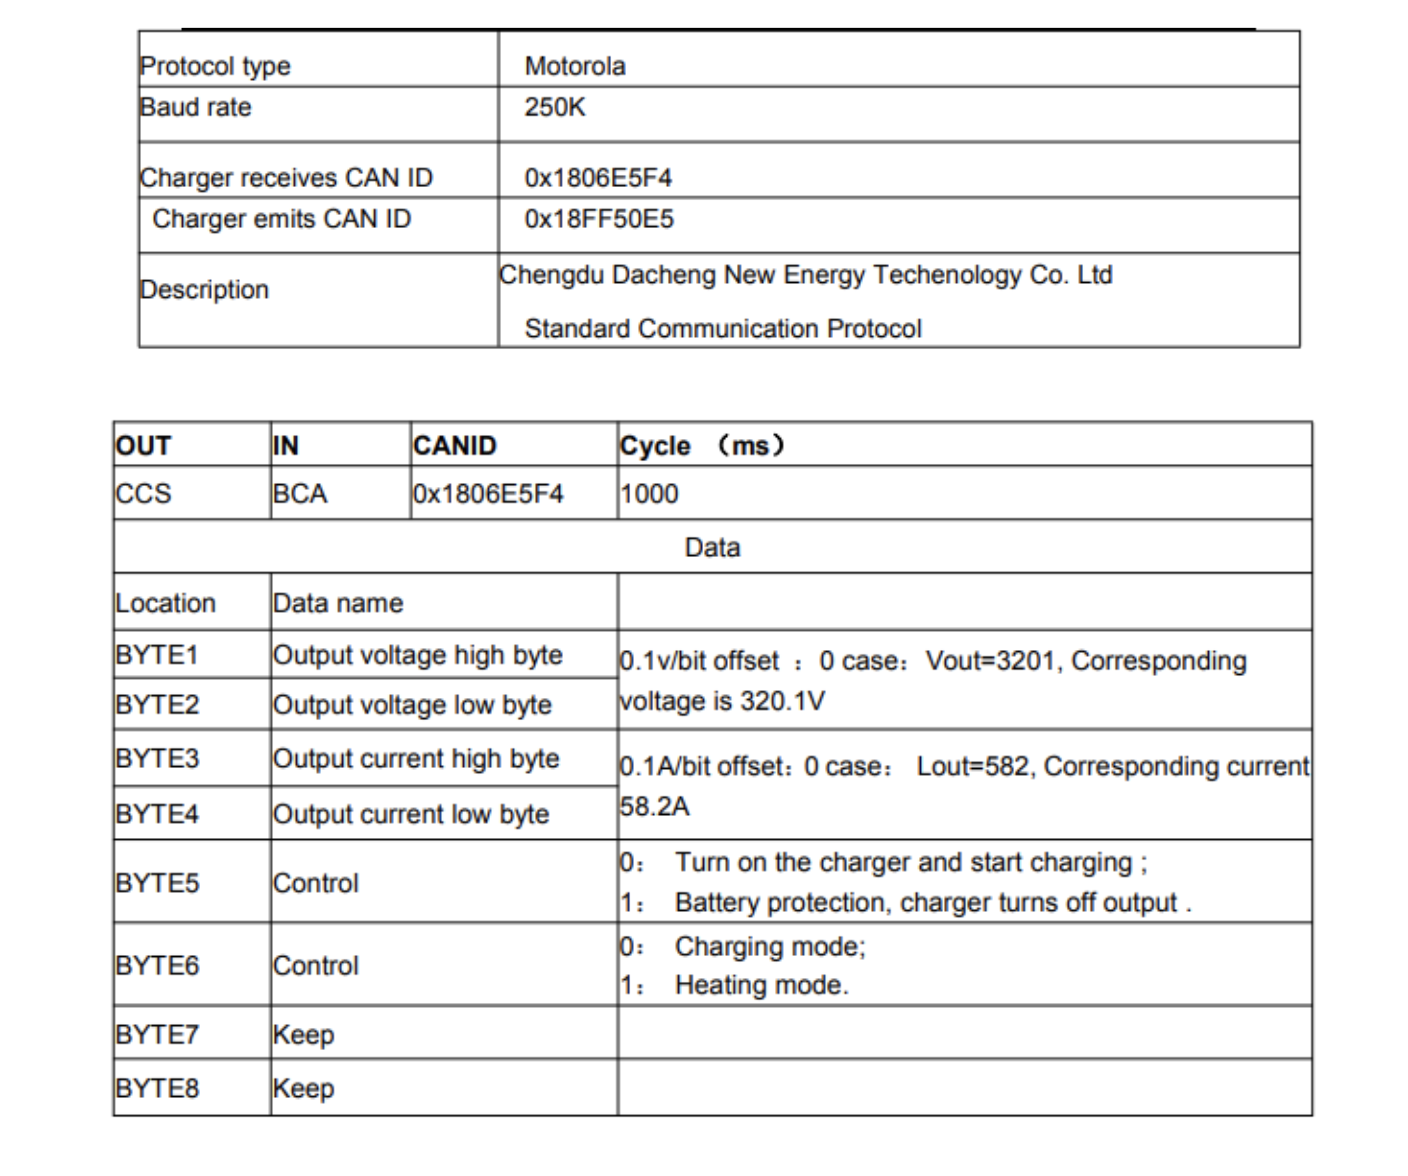 Protocol type Motorola
Baud rate 250K
Charger receives CAN ID 0x1806E5F4
Charger emits CAN ID 0x18FF50E5
Description Chengdu Dacheng New Energy Techenology Co. Ltd
Standard Communication Protocol
OUT IN CANID Cycle （ms）
CCS BCA 0x1806E5F4 1000
Data
Location Data name
BYTE1 Output voltage high byte
0.1v/bit offset ：0 case：Vout=3201, Corresponding
voltage is 320.1V
BYTE2 Output voltage low byte
BYTE3 Output current high byte
0.1A/bit offset：0 case： Lout=582, Corresponding current
58.2A
BYTE4 Output current low byte
BYTE5 Control
0： Turn on the charger and start charging ;
1： Battery protection, charger turns off output .
BYTE6 Control
0： Charging mode;
1： Heating mode.
BYTE7 Keep
BYTE8 Keep